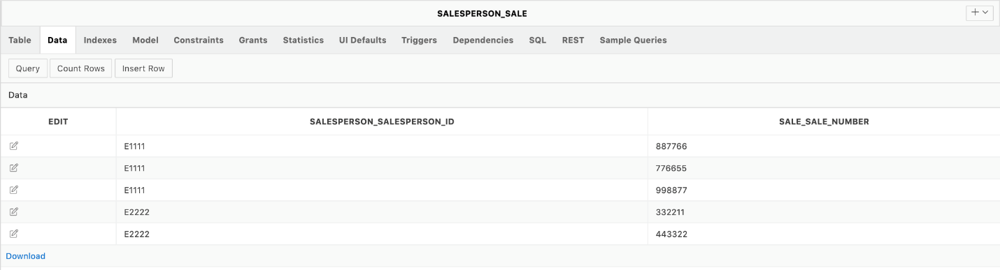 SALESPERSON_SALE
Table Data Indexes Model Constraints Grants Statistics UI Defaults Triggers Dependencies SQL REST Sample Queries
Query Count Rows Insert Row
Data
EDIT SALESPERSON_SALESPERSON_ID SALE_SALE_NUMBER
E1111 887766
E1111 776655
E1111 998877
E2222 332211
E2222 443322
Download